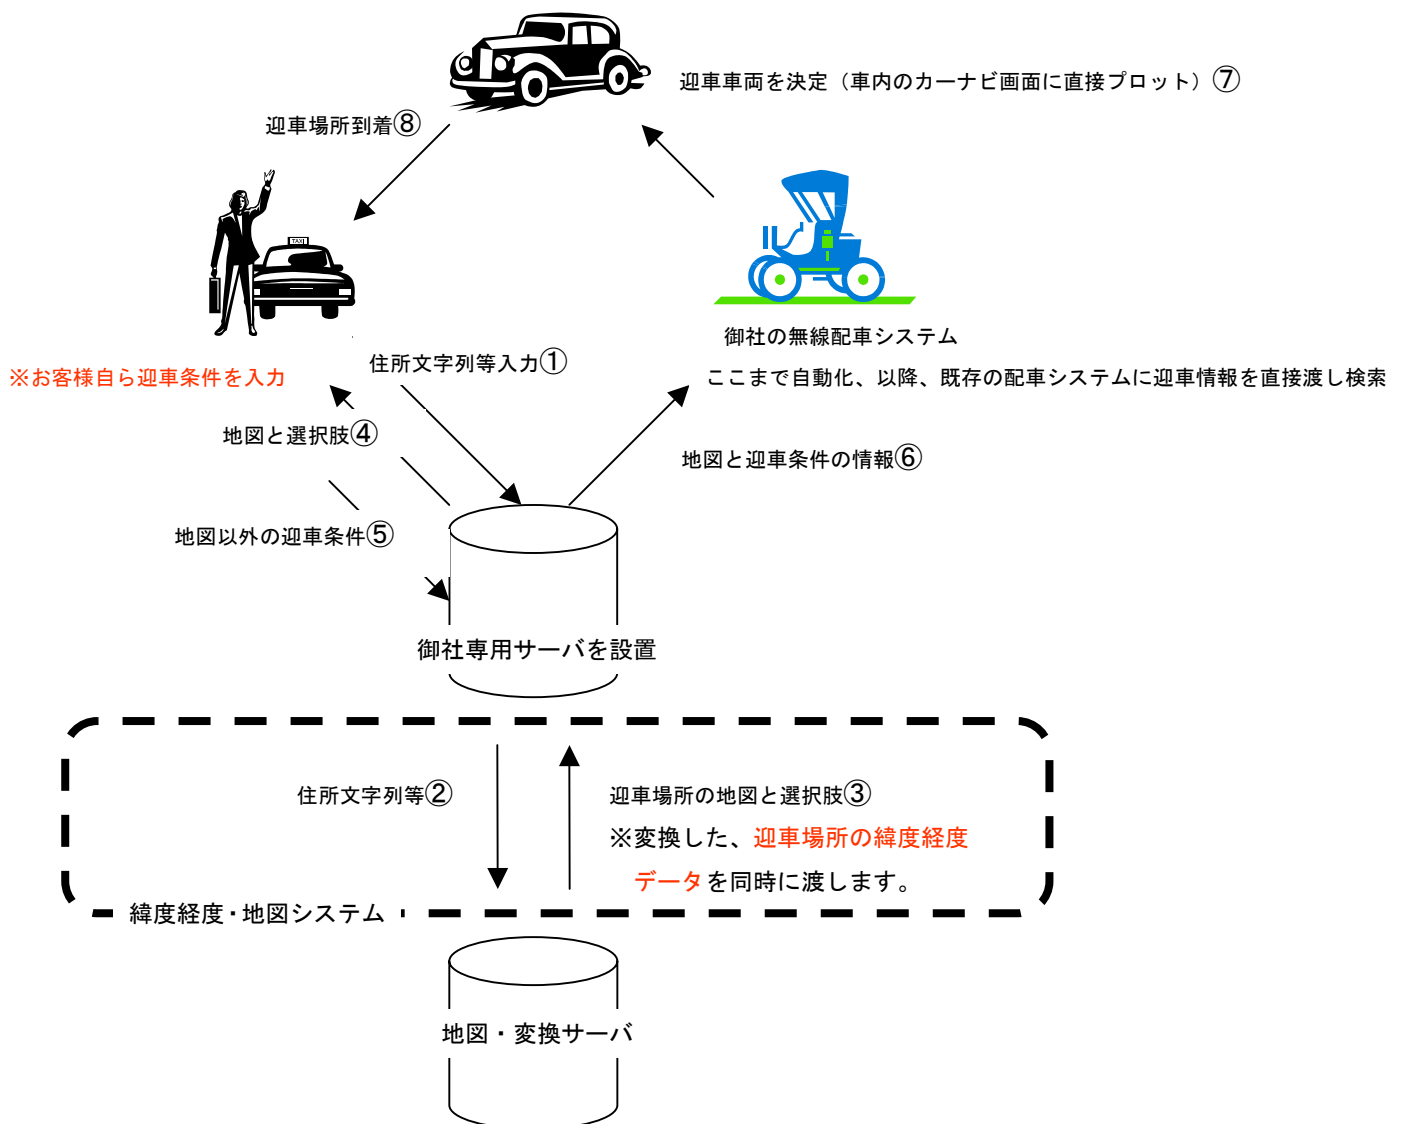 迎車車両を決定（車内のカーナビ画面に直接プロット）⑦
迎車場所到着⑧
TAXI
御社の無線配車システム
住所文字列等入力①
※お客様自ら迎車条件を入力
ここまで自動化、以降、既存の配車システムに迎車情報を直接渡し検索
地図と選択肢④
地図と迎車条件の情報⑥
地図以外の迎車条件⑤
御社専用サーバを設置
住所文字列等②
迎車場所の地図と選択肢③
※変換した、迎車場所の緯度経度
データを同時に渡します。
緯度経度・地図システム
地図・変換サーバ